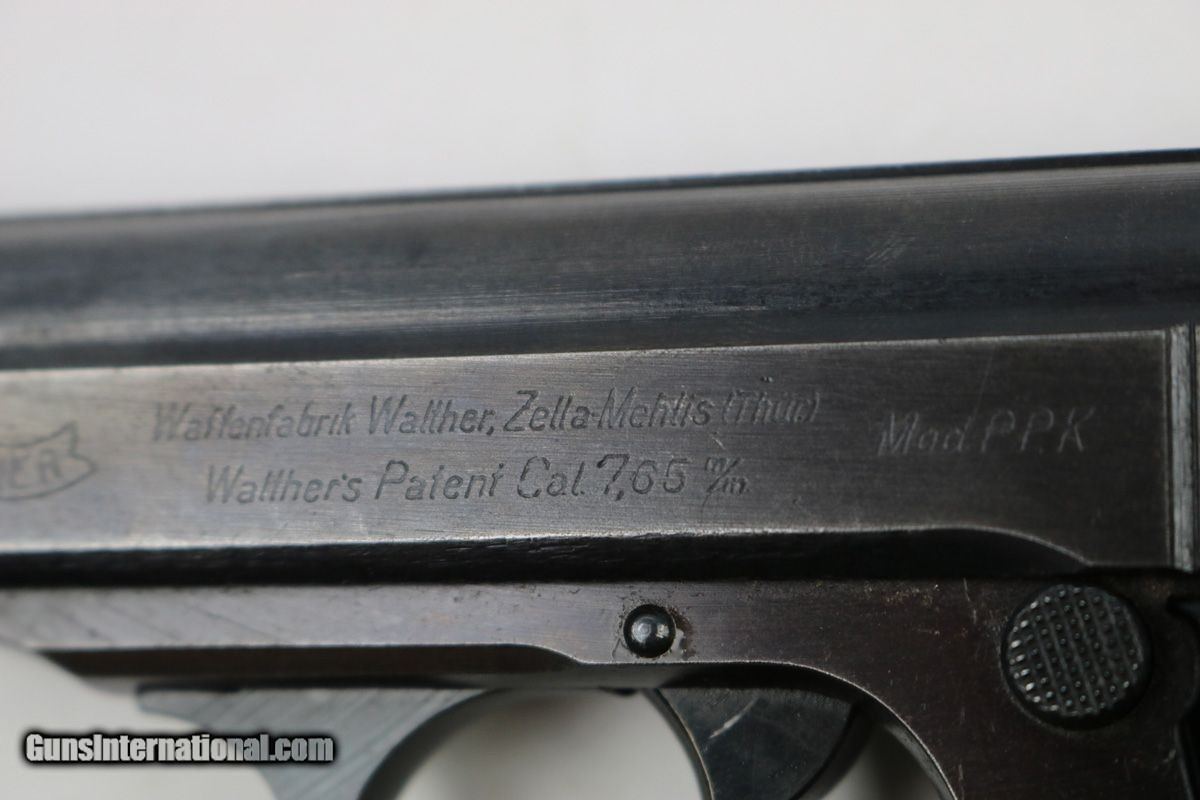 Waffenfabrik Walther, Zella-Mehlis (Thür.)
Walther's Patent Cal. 7,65 m/m.
Mod. P.P.K
GunsInternational.com